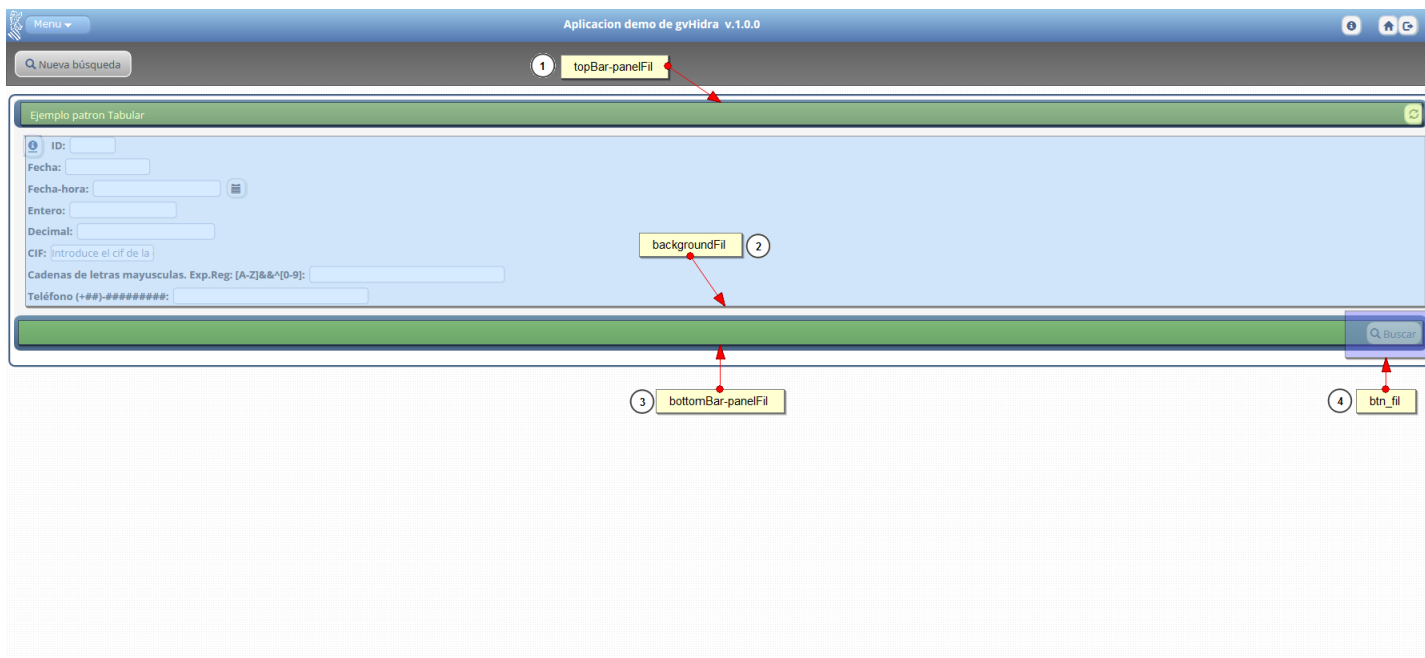 Menu
Aplicacion demo de gvHidra v.1.0.0
Nueva búsqueda
1
topBar-panelFil
Ejemplo patron Tabular
ID:
Fecha:
Fecha-hora:
Entero:
Decimal:
backgroundFil
2
CIF: Introduce el cif de la
Cadenas de letras mayusculas. Exp.Reg: [A-Z]&&^[0-9]:
Teléfono (+##)-#########:
Buscar
3
bottomBar-panelFil
4
btn_fil